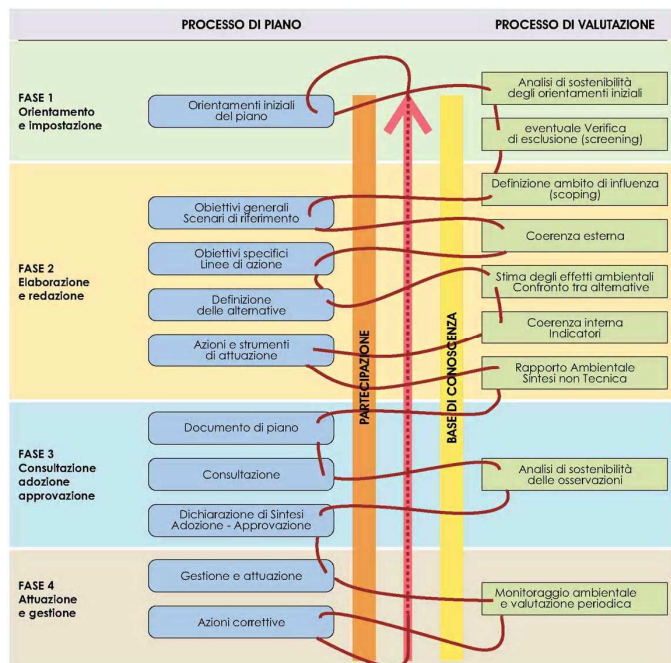 PROCESSO DI PIANO
PROCESSO DI VALUTAZIONE
FASE 1
Orientamento
e impostazione
Orientamenti iniziali
del piano
Analisi di sostenibilità
degli orientamenti iniziali
eventuale Verifica
di esclusione (screening)
FASE 2
Elaborazione
e redazione
Obiettivi generali
Scenari di riferimento
Obiettivi specifici
Linee di azione
Definizione
delle alternative
Azioni e strumenti
di attuazione
PARTECIPAZIONE
BASE DI CONOSCENZA
Definizione ambito di influenza
(scoping)
Coerenza esterna
Stima degli effetti ambientali
Confronto tra alternative
Coerenza interna
Indicatori
Rapporto Ambientale
Sintesi non Tecnica
FASE 3
Consultazione
adozione
approvazione
Documento di piano
Consultazione
Dichiarazione di Sintesi
Adozione - Approvazione
Analisi di sostenibilità
delle osservazioni
FASE 4
Attuazione
e gestione
Gestione e attuazione
Azioni correttive
Monitoraggio ambientale
e valutazione periodica